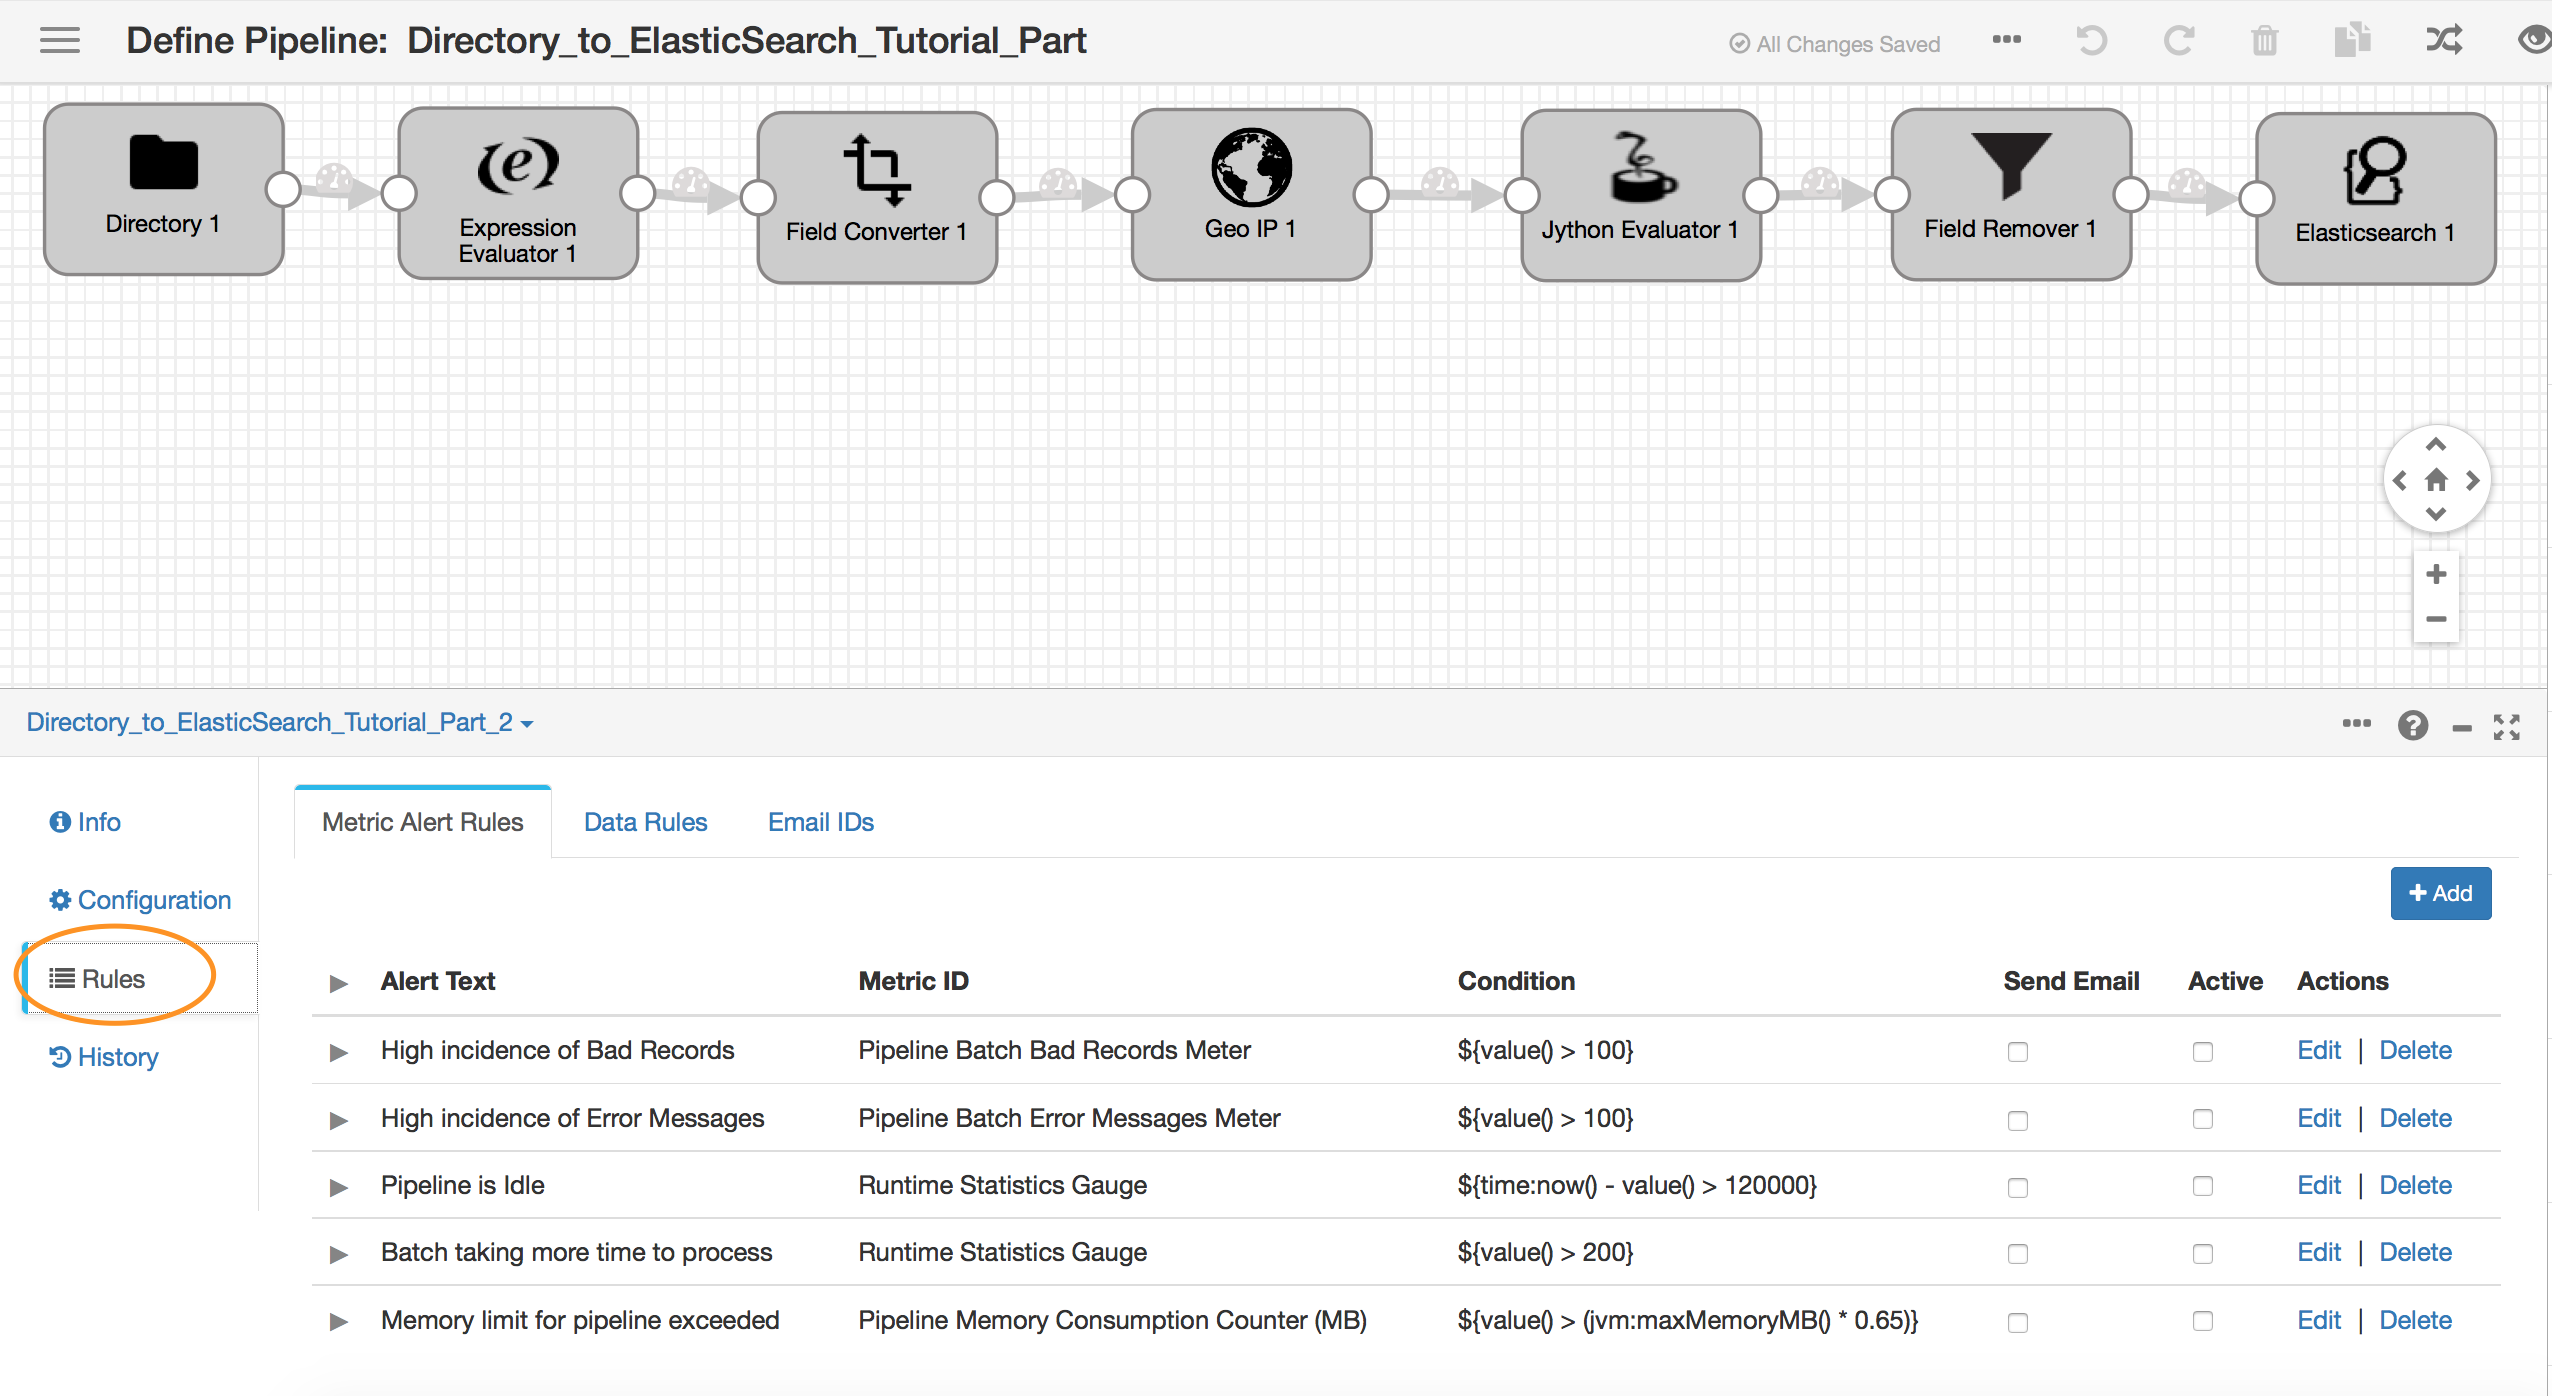 Define Pipeline: Directory_to_ElasticSearch_Tutorial_Part
All Changes Saved
Directory 1
Expression
Evaluator 1
Field Converter 1
Geo IP 1
Jython Evaluator 1
Field Remover 1
Elasticsearch 1
Directory_to_ElasticSearch_Tutorial_Part_2
Info
Configuration
Rules
History
Metric Alert Rules Data Rules Email IDs
Add
Alert Text Metric ID Condition Send Email Active Actions
High incidence of Bad Records Pipeline Batch Bad Records Meter ${value() > 100} Edit | Delete
High incidence of Error Messages Pipeline Batch Error Messages Meter ${value() > 100} Edit | Delete
Pipeline is Idle Runtime Statistics Gauge ${time:now() - value() > 120000} Edit | Delete
Batch taking more time to process Runtime Statistics Gauge ${value() > 200} Edit | Delete
Memory limit for pipeline exceeded Pipeline Memory Consumption Counter (MB) ${value() > (jvm:maxMemoryMB() * 0.65)} Edit | Delete